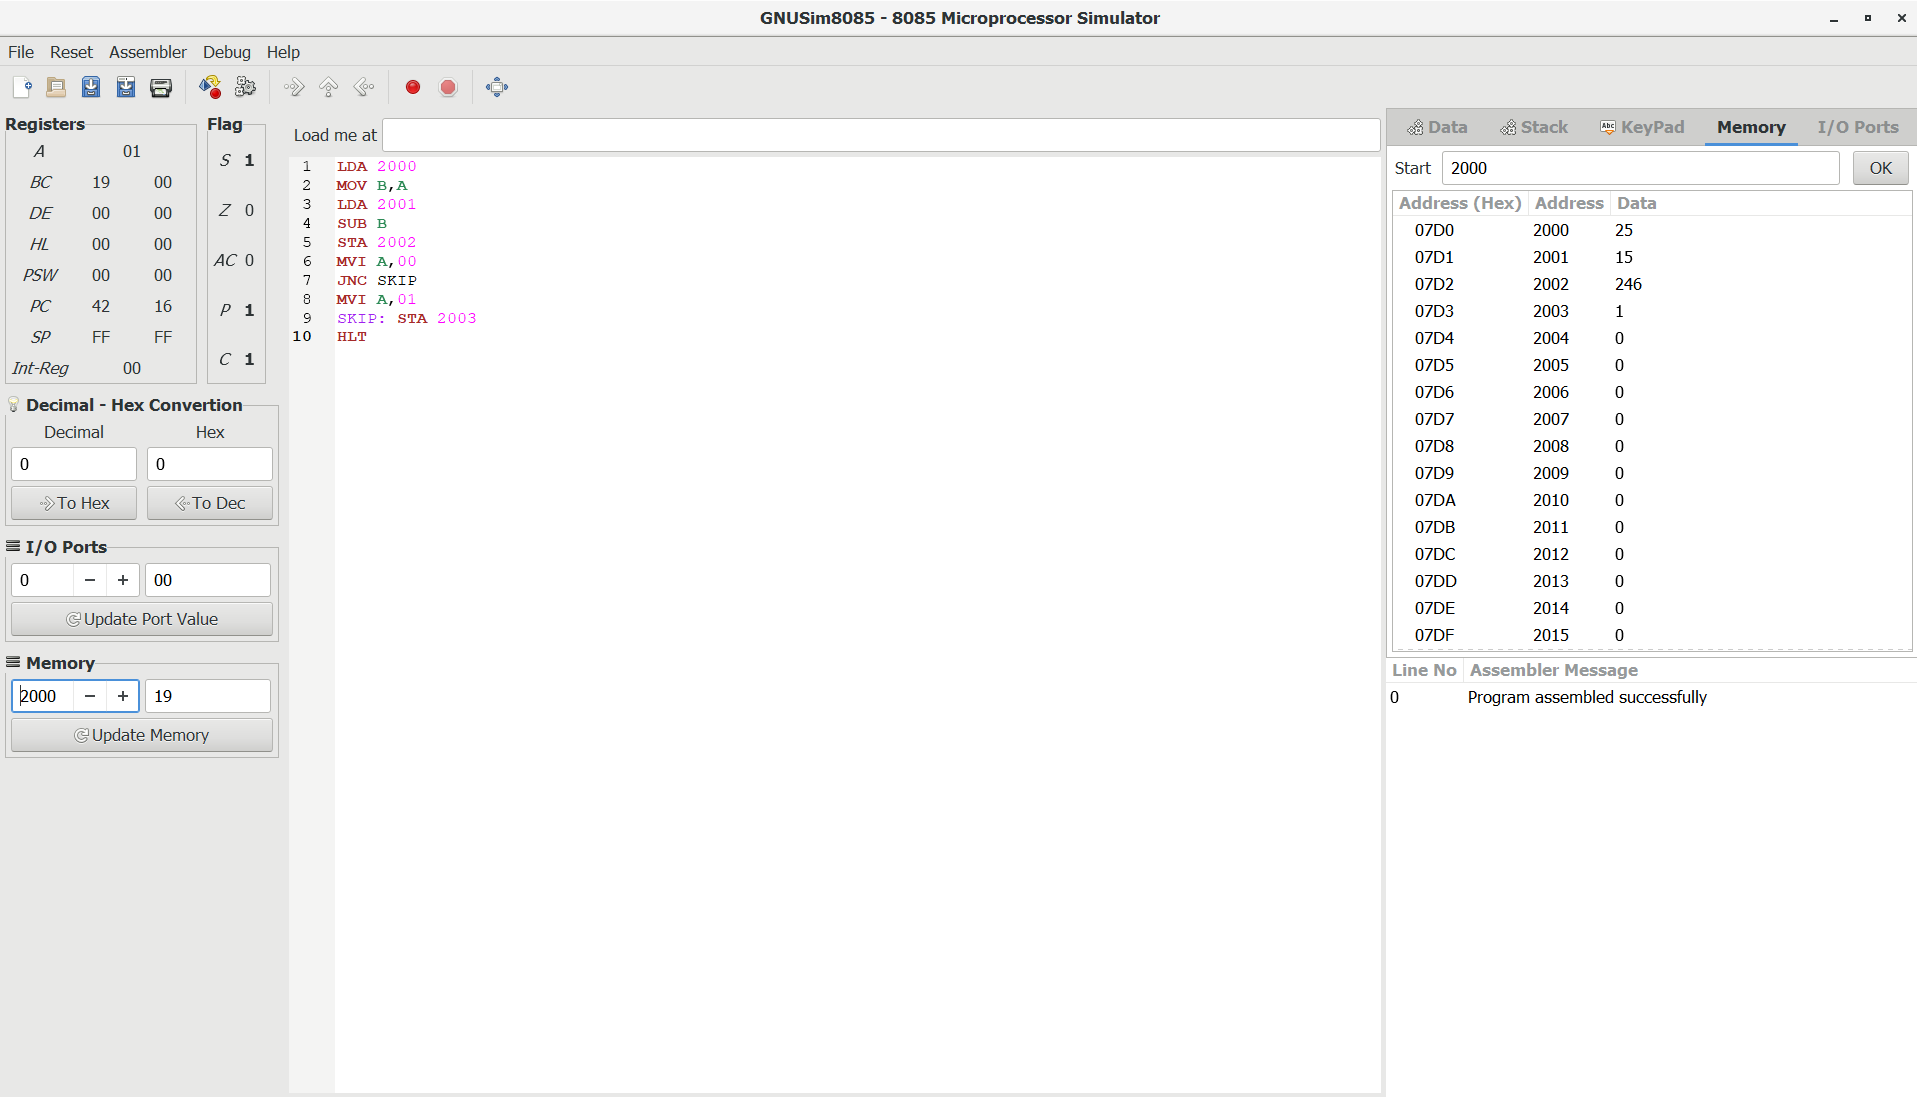 GNUSim8085 - 8085 Microprocessor Simulator
File Reset Assembler Debug Help
Registers
A 01
BC 19 00
DE 00 00
HL 00 00
PSW 00 00
PC 42 16
SP FF FF
Int-Reg 00
Flag
S 1
Z 0
AC 0
P 1
C 1
Decimal - Hex Convertion
Decimal Hex
0 0
To Hex To Dec
I/O Ports
0 − + 00
Update Port Value
Memory
2000 − + 19
Update Memory
Load me at
1 LDA 2000
2 MOV B,A
3 LDA 2001
4 SUB B
5 STA 2002
6 MVI A,00
7 JNC SKIP
8 MVI A,01
9 SKIP: STA 2003
10 HLT
Data Stack Abc KeyPad Memory I/O Ports
Start 2000 OK
Address (Hex) Address Data
07D0 2000 25
07D1 2001 15
07D2 2002 246
07D3 2003 1
07D4 2004 0
07D5 2005 0
07D6 2006 0
07D7 2007 0
07D8 2008 0
07D9 2009 0
07DA 2010 0
07DB 2011 0
07DC 2012 0
07DD 2013 0
07DE 2014 0
07DF 2015 0
Line No Assembler Message
0 Program assembled successfully